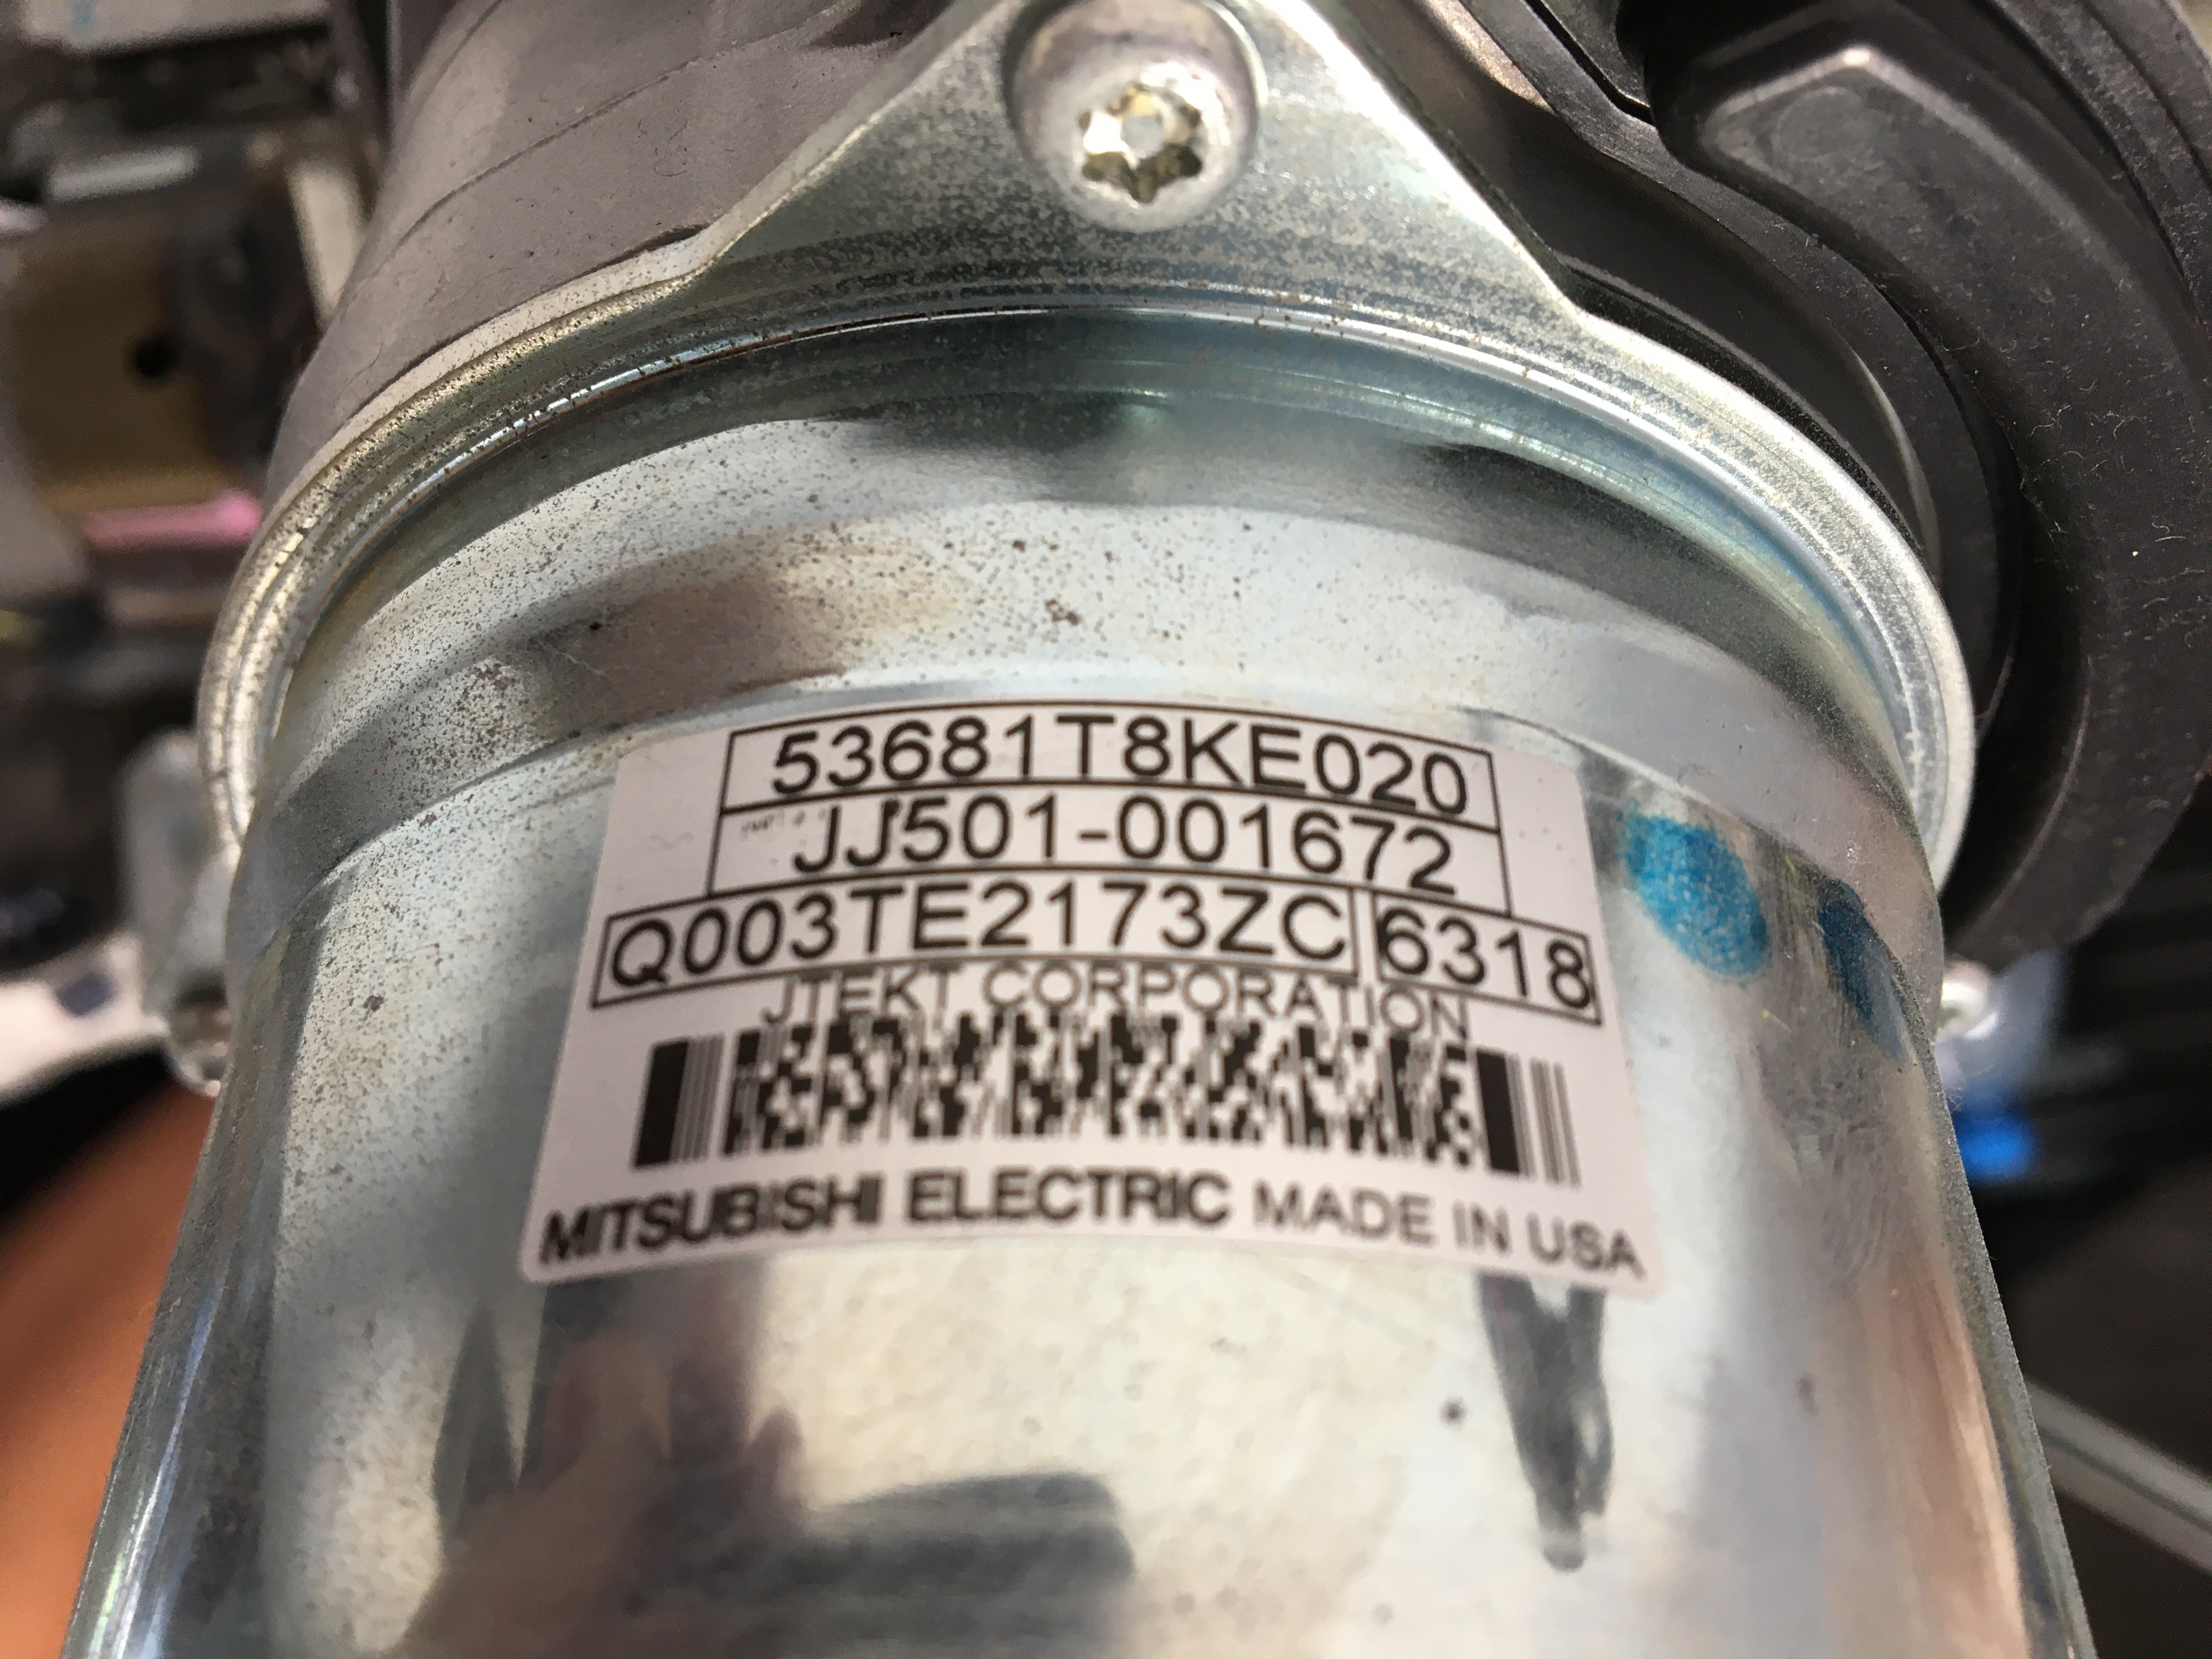 53681T8KE020
JJ501-001672
Q003TE2173ZC 6318
JTEKT CORPORATION
MITSUBISHI ELECTRIC MADE IN USA